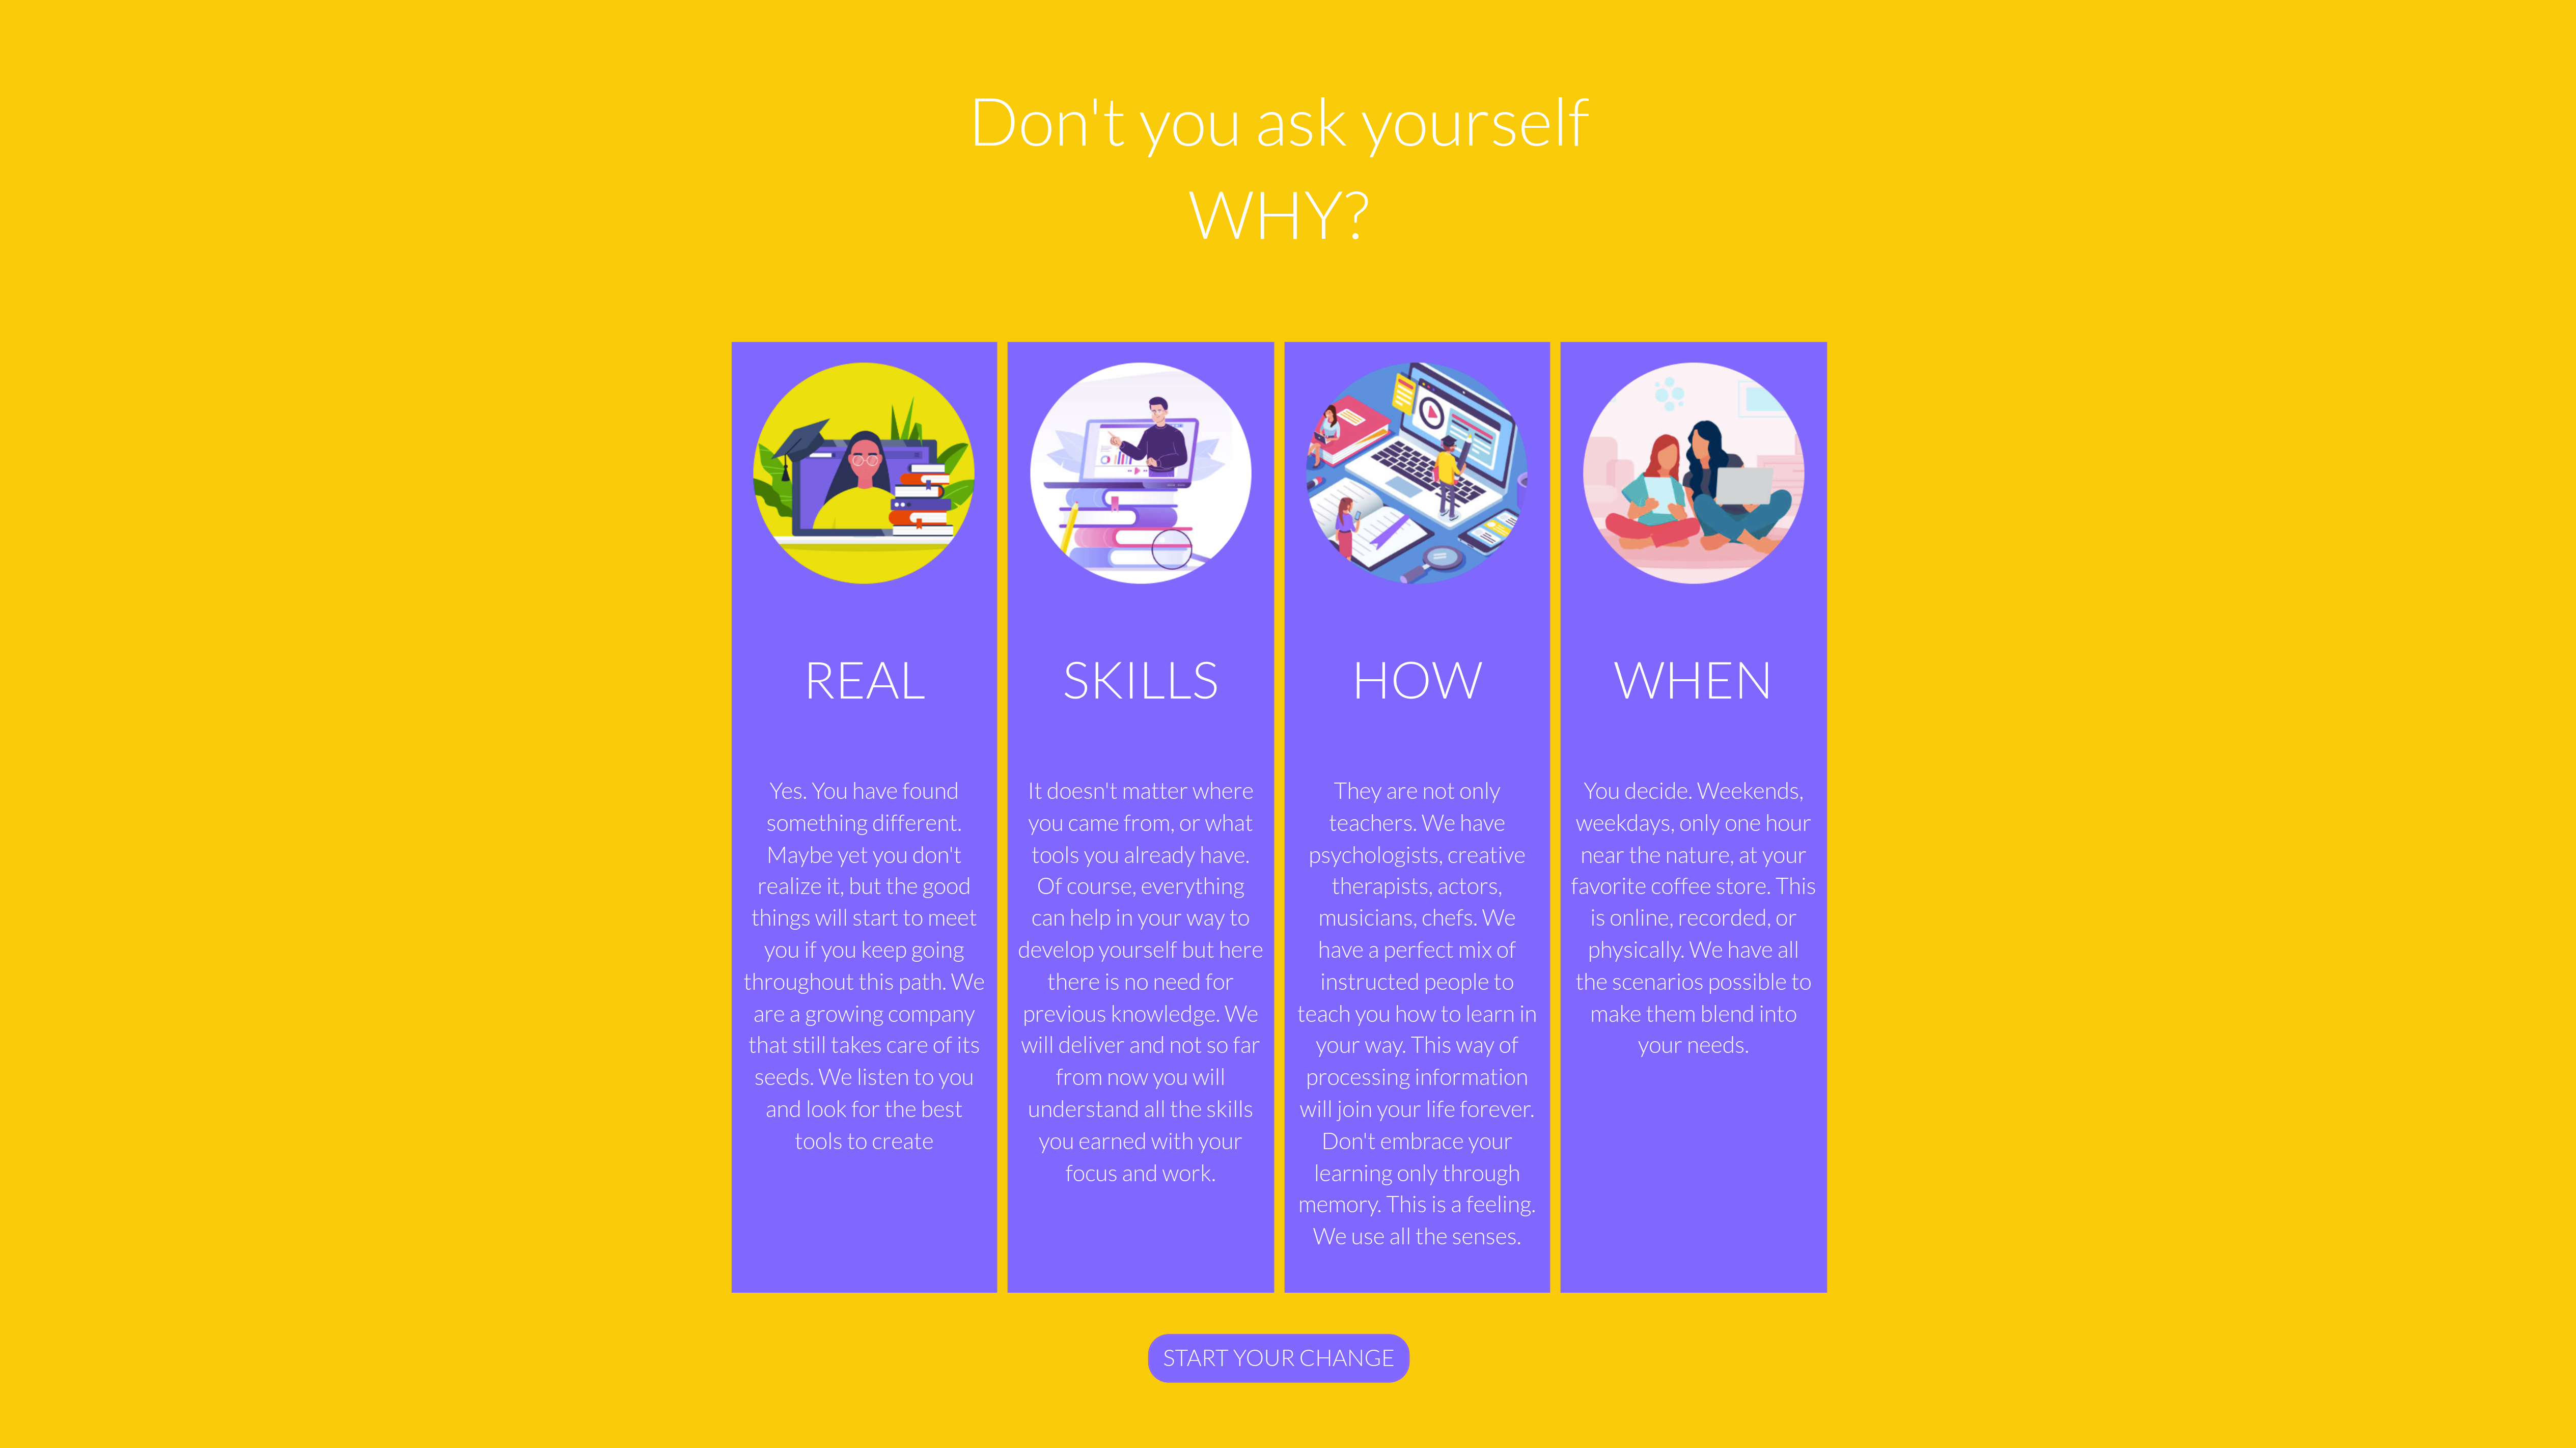 Don't you ask yourself
WHY?
REAL
Yes. You have found
something different.
Maybe yet you don't
realize it, but the good
things will start to meet
you if you keep going
throughout this path. We
are a growing company
that still takes care of its
seeds. We listen to you
and look for the best
tools to create
SKILLS
It doesn't matter where
you came from, or what
tools you already have.
Of course, everything
can help in your way to
develop yourself but here
there is no need for
previous knowledge. We
will deliver and not so far
from now you will
understand all the skills
you earned with your
focus and work.
HOW
They are not only
teachers. We have
psychologists, creative
therapists, actors,
musicians, chefs. We
have a perfect mix of
instructed people to
teach you how to learn in
your way. This way of
processing information
will join your life forever.
Don't embrace your
learning only through
memory. This is a feeling.
We use all the senses.
WHEN
You decide. Weekends,
weekdays, only one hour
near the nature, at your
favorite coffee store. This
is online, recorded, or
physically. We have all
the scenarios possible to
make them blend into
your needs.
START YOUR CHANGE